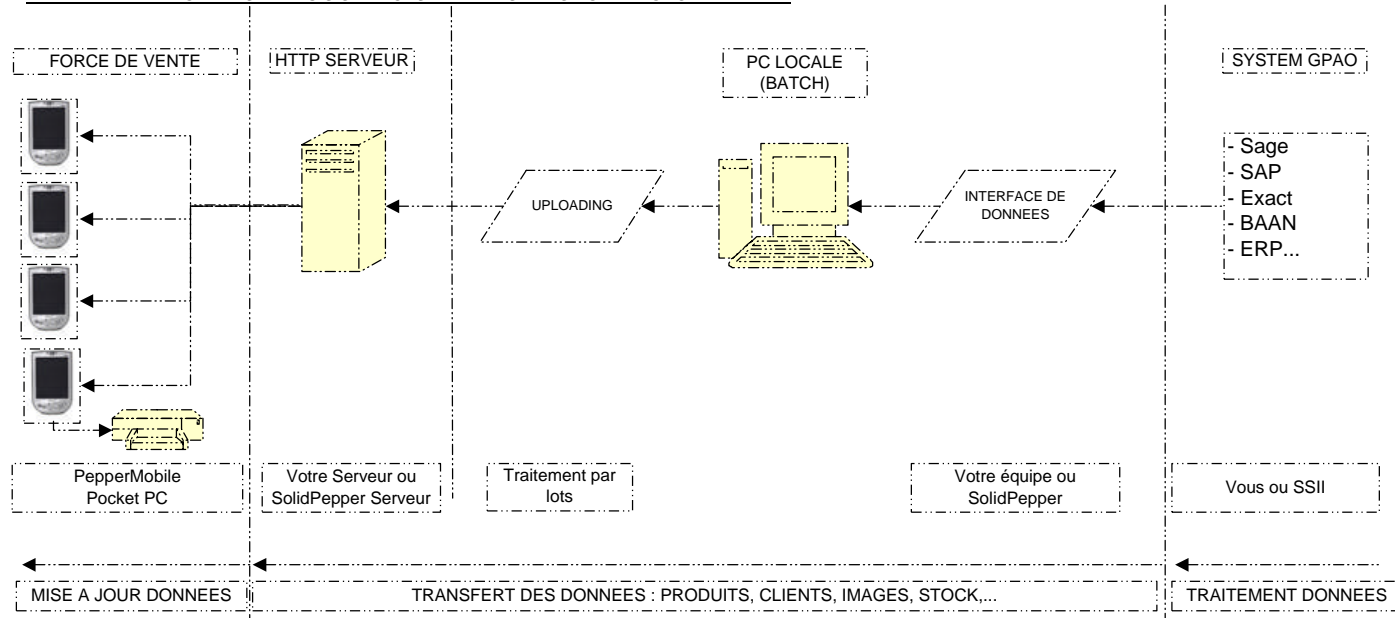 FORCE DE VENTE
HTTP SERVEUR
PC LOCALE
(BATCH)
SYSTEM GPAO
- Sage
- SAP
- Exact
- BAAN
- ERP...
UPLOADING
INTERFACE DE
DONNEES
PepperMobile
Pocket PC
Votre Serveur ou
SolidPepper Serveur
Traitement par
lots
Votre équipe ou
SolidPepper
Vous ou SSII
MISE A JOUR DONNEES
TRANSFERT DES DONNEES : PRODUITS, CLIENTS, IMAGES, STOCK,...
TRAITEMENT DONNEES